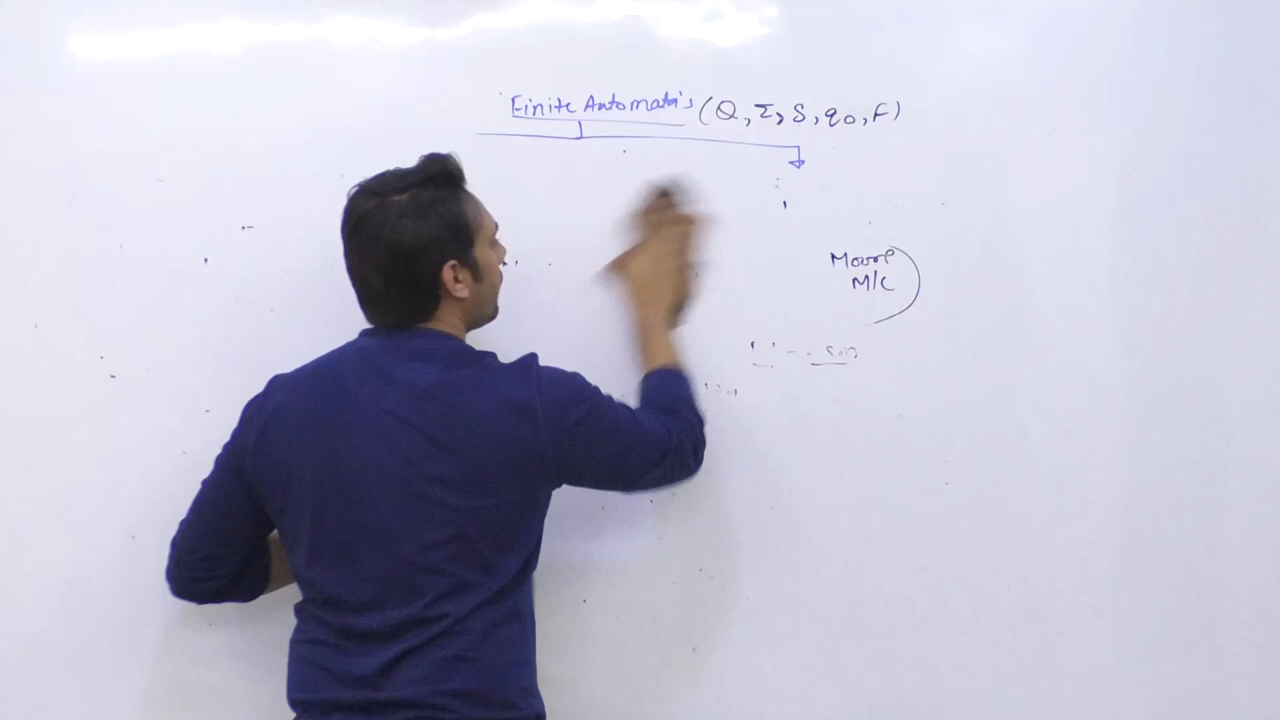 Finite Automata's (Q, Σ, δ, q0, F)
Moore
M/C